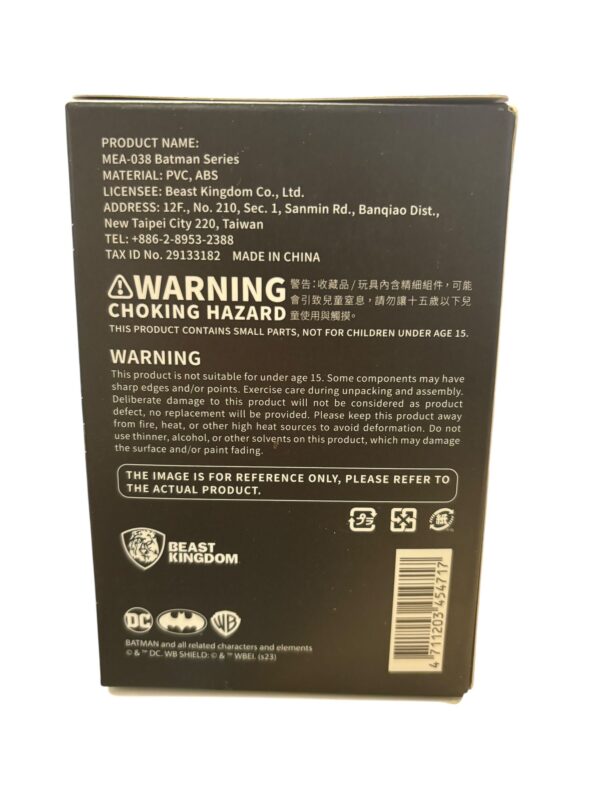 PRODUCT NAME:
MEA-038 Batman Series
MATERIAL: PVC, ABS
LICENSEE: Beast Kingdom Co., Ltd.
ADDRESS: 12F., No. 210, Sec. 1, Sanmin Rd., Banqiao Dist.,
New Taipei City 220, Taiwan
TEL: +886-2-8953-2388
TAX ID No. 29133182 MADE IN CHINA
WARNING
CHOKING HAZARD
警告:收藏品/玩具內含精細組件,可能
會引致兒童窒息,請勿讓十五歲以下兒
童使用與觸摸。
THIS PRODUCT CONTAINS SMALL PARTS, NOT FOR CHILDREN UNDER AGE 15.
WARNING
This product is not suitable for under age 15. Some components may have
sharp edges and/or points. Exercise care during unpacking and assembly.
Deliberate damage to this product will not be considered as product
defect, no replacement will be provided. Please keep this product away
from fire, heat, or other high heat sources to avoid deformation. Do not
use thinner, alcohol, or other solvents on this product, which may damage
the surface and/or paint fading.
THE IMAGE IS FOR REFERENCE ONLY, PLEASE REFER TO
THE ACTUAL PRODUCT.
プラ
紙
BEAST
KINGDOM
DC
WB
BATMAN and all related characters and elements
© & ™ DC. WB SHIELD: © & ™ WBEI. (s23)
4 711203 454717